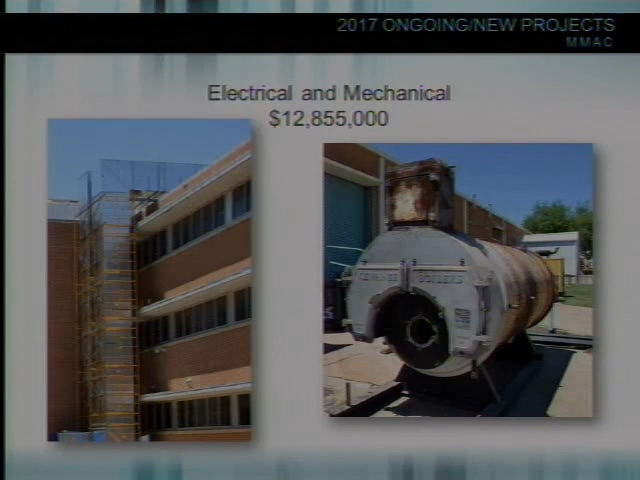 2017 ONGOING/NEW PROJECTS
MMAC
Electrical and Mechanical
$12,855,000